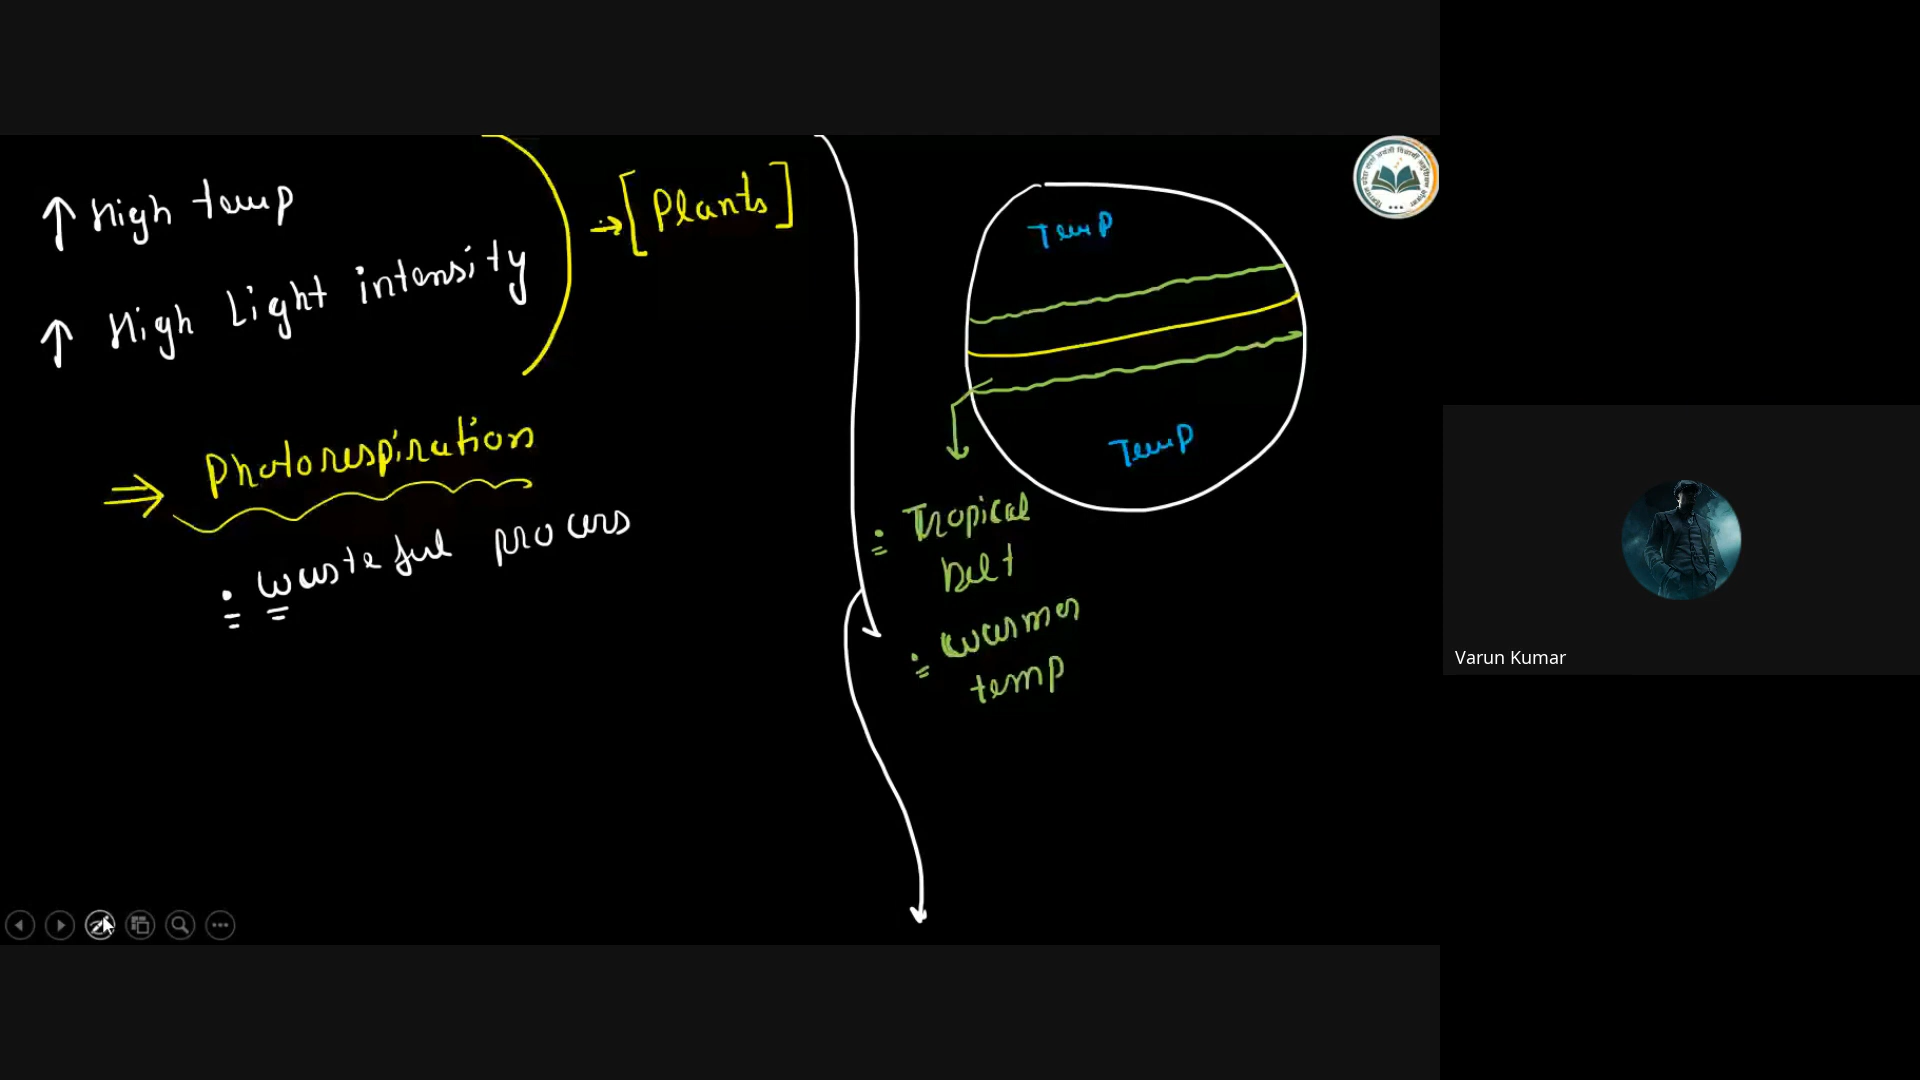 ↑ High temp
↑ High Light intensity
→ [Plants]
⇒ Photorespiration
wasteful process
Temp
Temp
Tropical
belt
warmer
temp
Varun Kumar